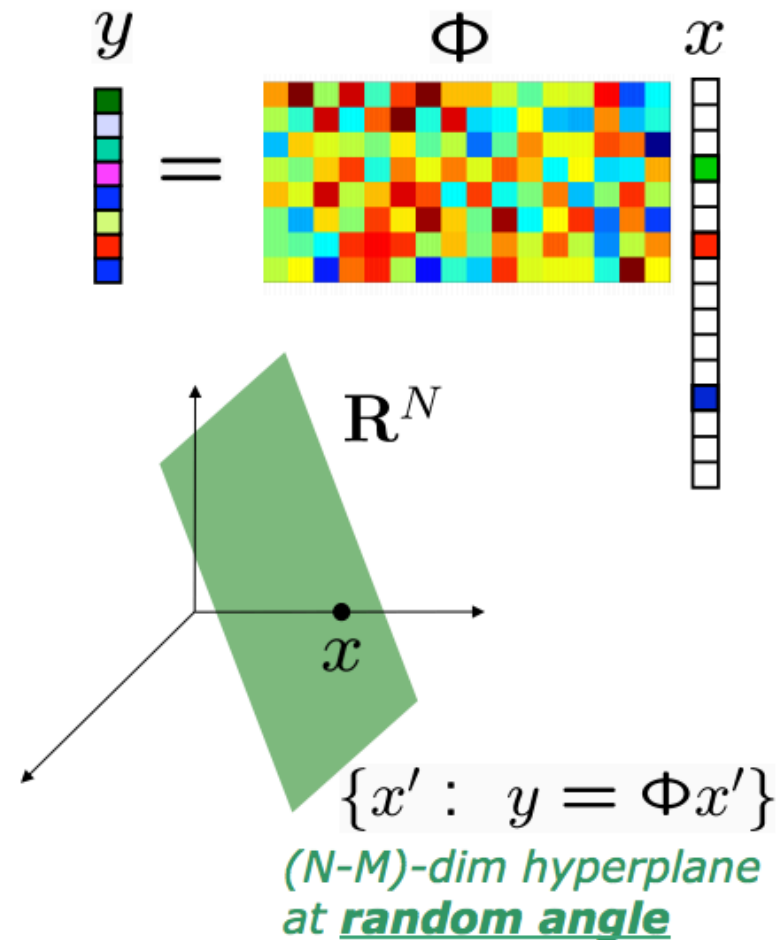 y Φ x
=
R^N
x
{x′ : y = Φx′}
(N-M)-dim hyperplane
at random angle